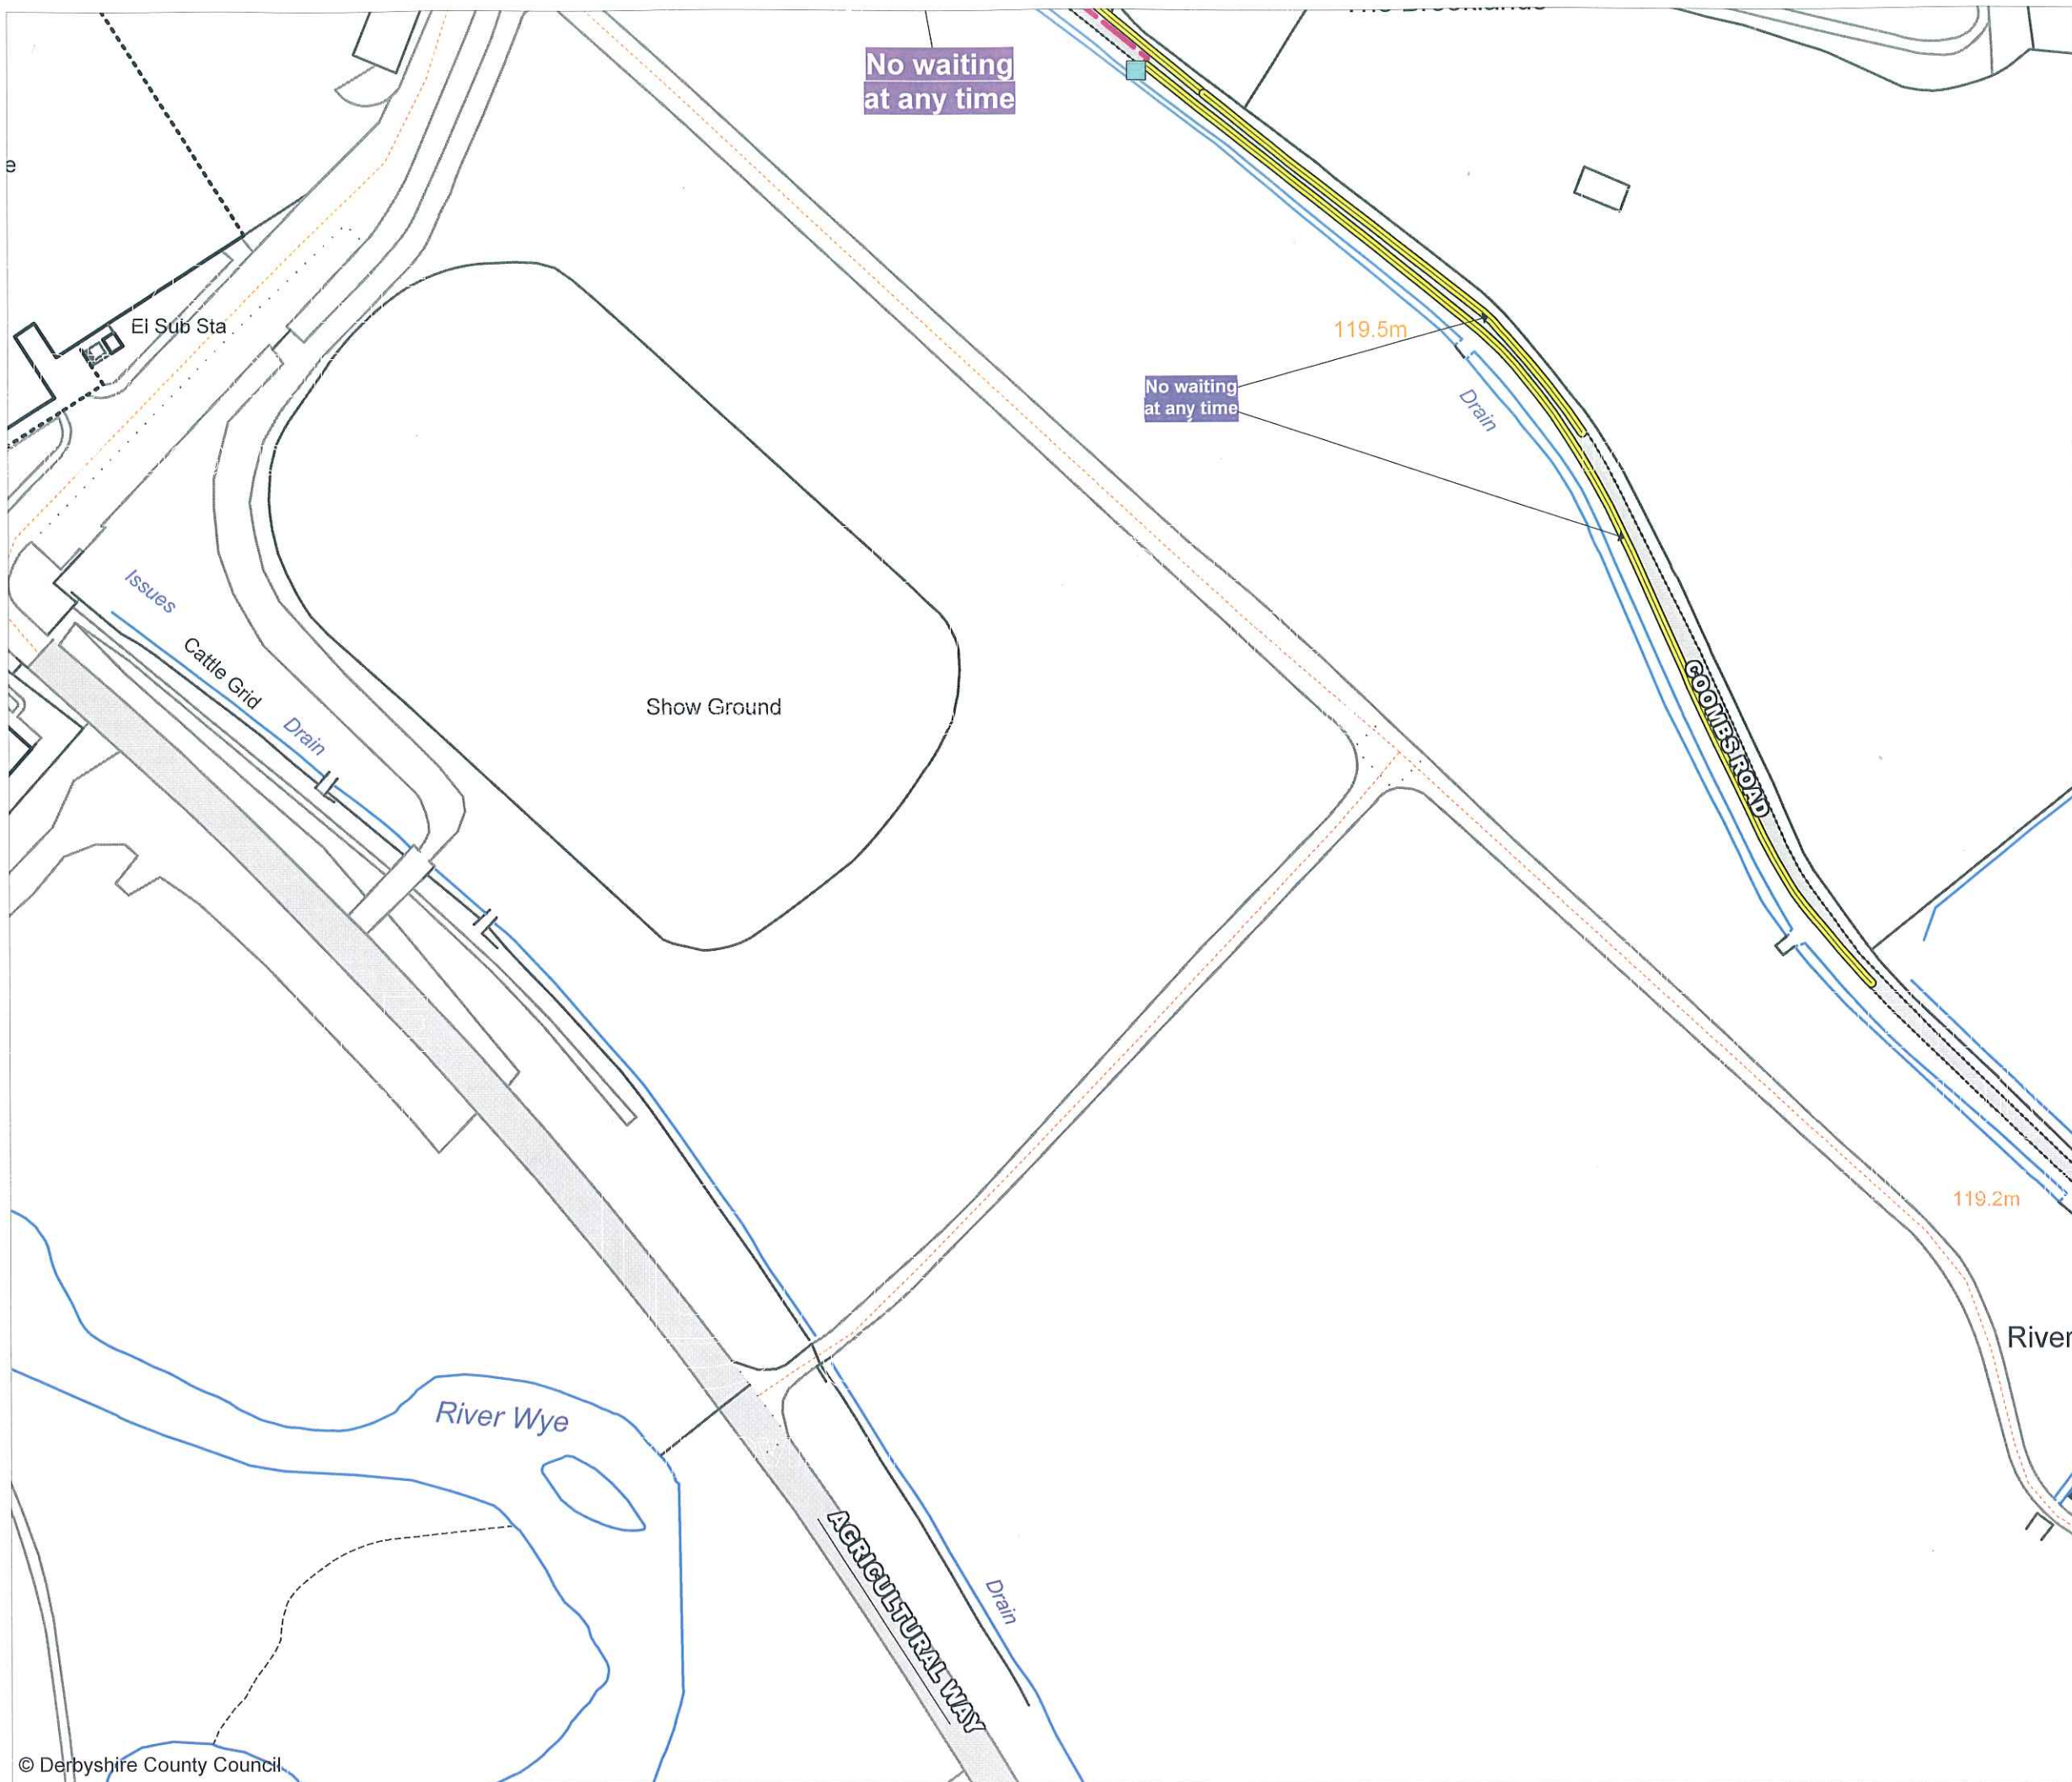 No waiting
at any time
El Sub Sta
119.5m
No waiting
at any time
Drain
Issues
Cattle Grid
Drain
Show Ground
COOMBS ROAD
119.2m
River
River Wye
AGRICULTURAL WAY
Drain
© Derbyshire County Council